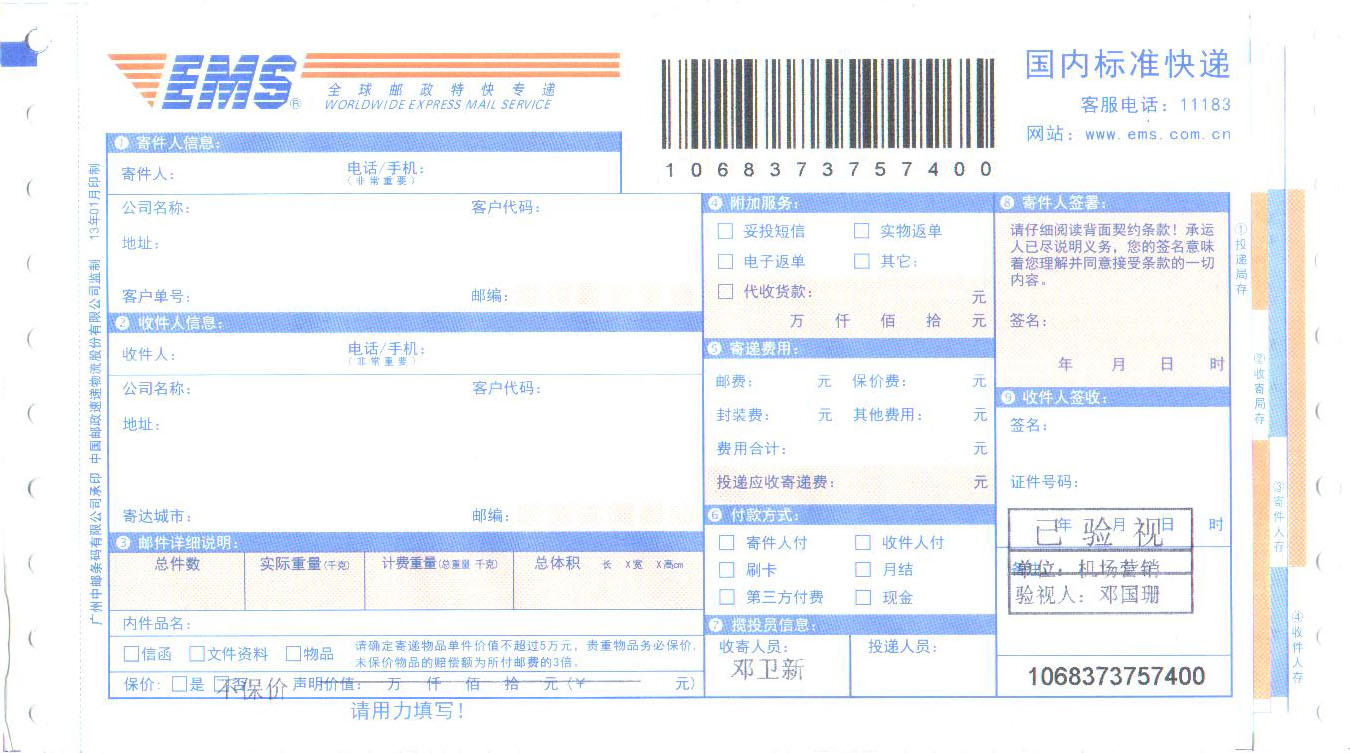 EMS®
全球邮政特快专递
WORLDWIDE EXPRESS MAIL SERVICE
1068373757400
国内标准快递
客服电话：11183
网站：www.ems.com.cn
❶ 寄件人信息：
寄件人：
电话/手机：
（非常重要）
公司名称：
客户代码：
地址：
客户单号：
邮编：
❷ 收件人信息：
收件人：
电话/手机：
（非常重要）
公司名称：
客户代码：
地址：
寄达城市：
邮编：
❸ 邮件详细说明：
总件数
实际重量(千克)
计费重量(总重量 千克)
总体积 长 X宽 X高cm
内件品名：
□信函 □文件资料 □物品
请确定寄递物品单件价值不超过5万元，贵重物品务必保价，
未保价物品的赔偿额为所付邮费的3倍。
保价：□是 □否 声明价值： 万 仟 佰 拾 元（¥ 元）
不保价
请用力填写！
❹ 附加服务：
□ 妥投短信 □ 实物返单
□ 电子返单 □ 其它：
□ 代收货款： 元
万 仟 佰 拾 元
❺ 寄递费用：
邮费： 元 保价费： 元
封装费： 元 其他费用： 元
费用合计： 元
投递应收寄递费： 元
❻ 付款方式：
□ 寄件人付 □ 收件人付
□ 刷卡 □ 月结
□ 第三方付费 □ 现金
❼ 揽投员信息：
收寄人员：
邓卫新
投递人员：
❽ 寄件人签署：
请仔细阅读背面契约条款！承运
人已尽说明义务，您的签名意味
着您理解并同意接受条款的一切
内容。
签名：
年 月 日 时
❾ 收件人签收：
签名：
证件号码：
年 月 日 时
已验视
单位：机场营销
验视人：邓国珊
1068373757400
①投递局存
②收寄局存
③寄件人存
④收件人存
广州中邮条码有限公司承印 中国邮政速递物流股份有限公司监制 13年01月印制